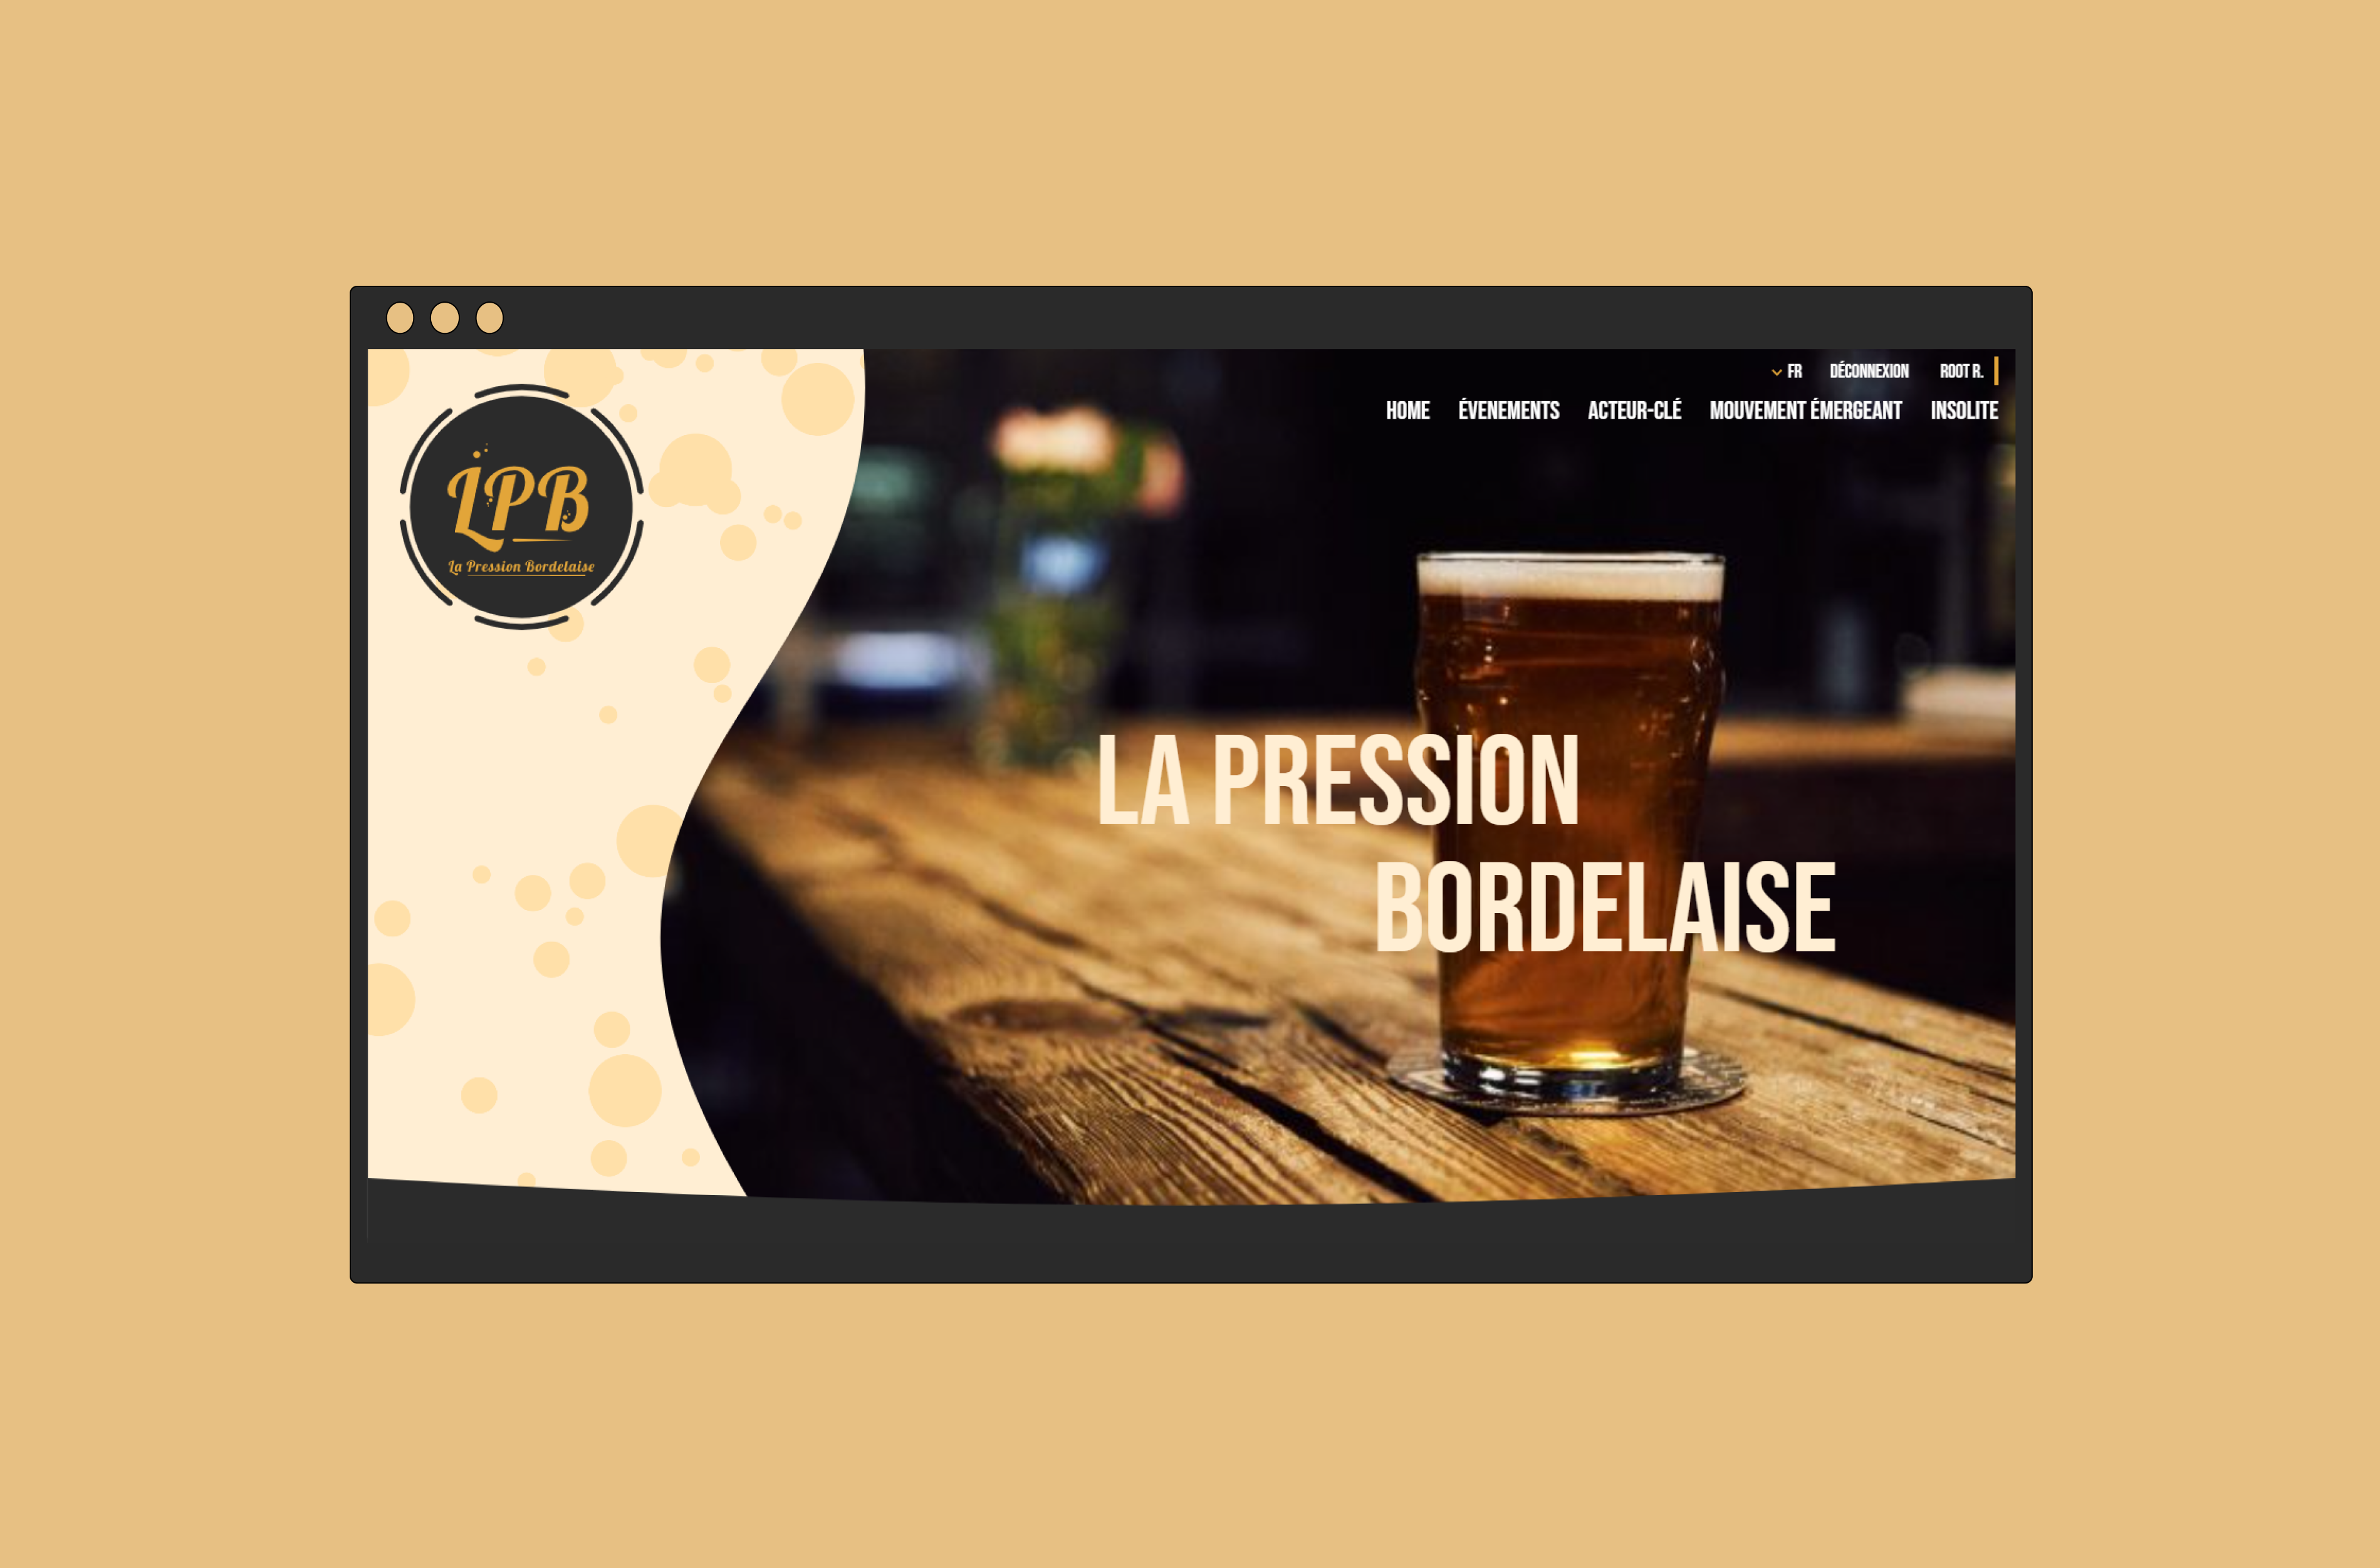 FR DÉCONNEXION ROOT R.
HOME ÉVENEMENTS ACTEUR-CLÉ MOUVEMENT ÉMERGEANT INSOLITE
LPB
La Pression Bordelaise
LA PRESSION
BORDELAISE